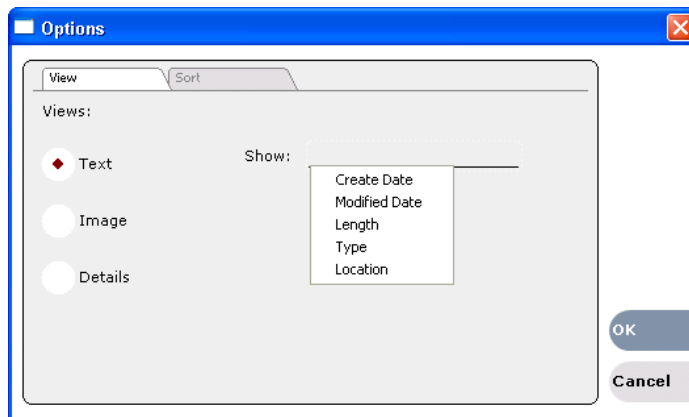 Options
View Sort
Views:
Text Show:
Create Date
Modified Date
Image Length
Type
Details Location
OK
Cancel